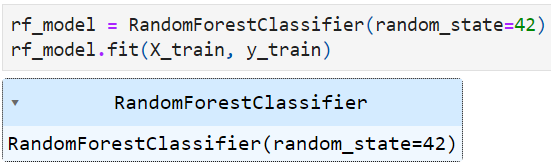 rf_model = RandomForestClassifier(random_state=42)
rf_model.fit(X_train, y_train)
RandomForestClassifier
RandomForestClassifier(random_state=42)